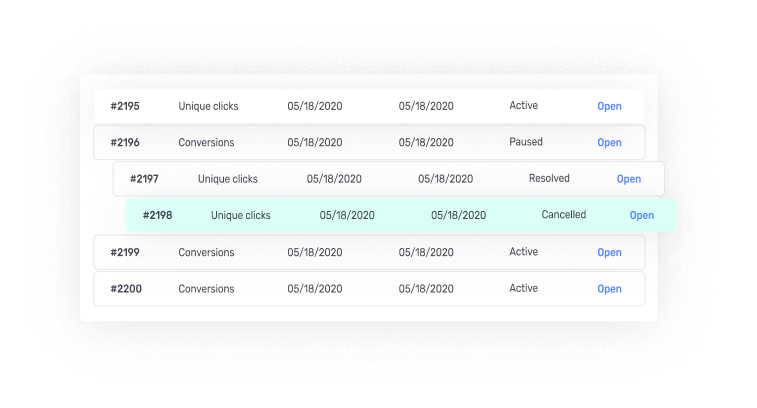 #2195 Unique clicks 05/18/2020 05/18/2020 Active Open
#2196 Conversions 05/18/2020 05/18/2020 Paused Open
#2197 Unique clicks 05/18/2020 05/18/2020 Resolved Open
#2198 Unique clicks 05/18/2020 05/18/2020 Cancelled Open
#2199 Conversions 05/18/2020 05/18/2020 Active Open
#2200 Conversions 05/18/2020 05/18/2020 Active Open